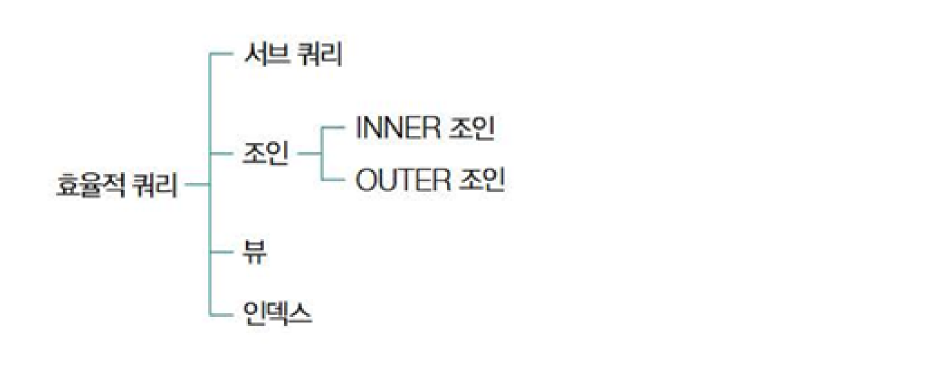 서브 쿼리
INNER 조인
조인
OUTER 조인
효율적 쿼리
뷰
인덱스